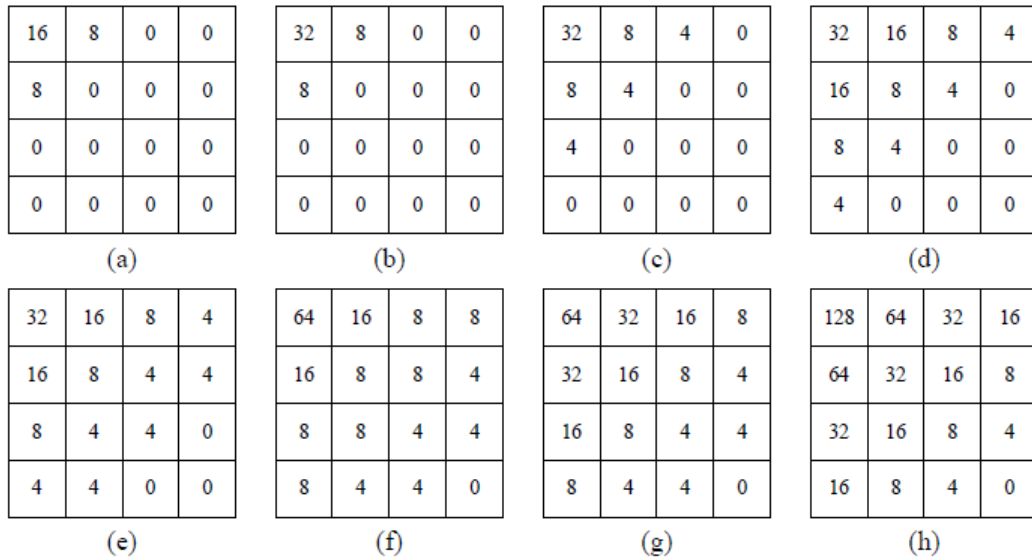 16 8 0 0 32 8 0 0 32 8 4 0 32 16 8 4
8 0 0 0 8 0 0 0 8 4 0 0 16 8 4 0
0 0 0 0 0 0 0 0 4 0 0 0 8 4 0 0
0 0 0 0 0 0 0 0 0 0 0 0 4 0 0 0
(a) (b) (c) (d)
32 16 8 4 64 16 8 8 64 32 16 8 128 64 32 16
16 8 4 4 16 8 8 4 32 16 8 4 64 32 16 8
8 4 4 0 8 8 4 4 16 8 4 4 32 16 8 4
4 4 0 0 8 4 4 0 8 4 4 0 16 8 4 0
(e) (f) (g) (h)